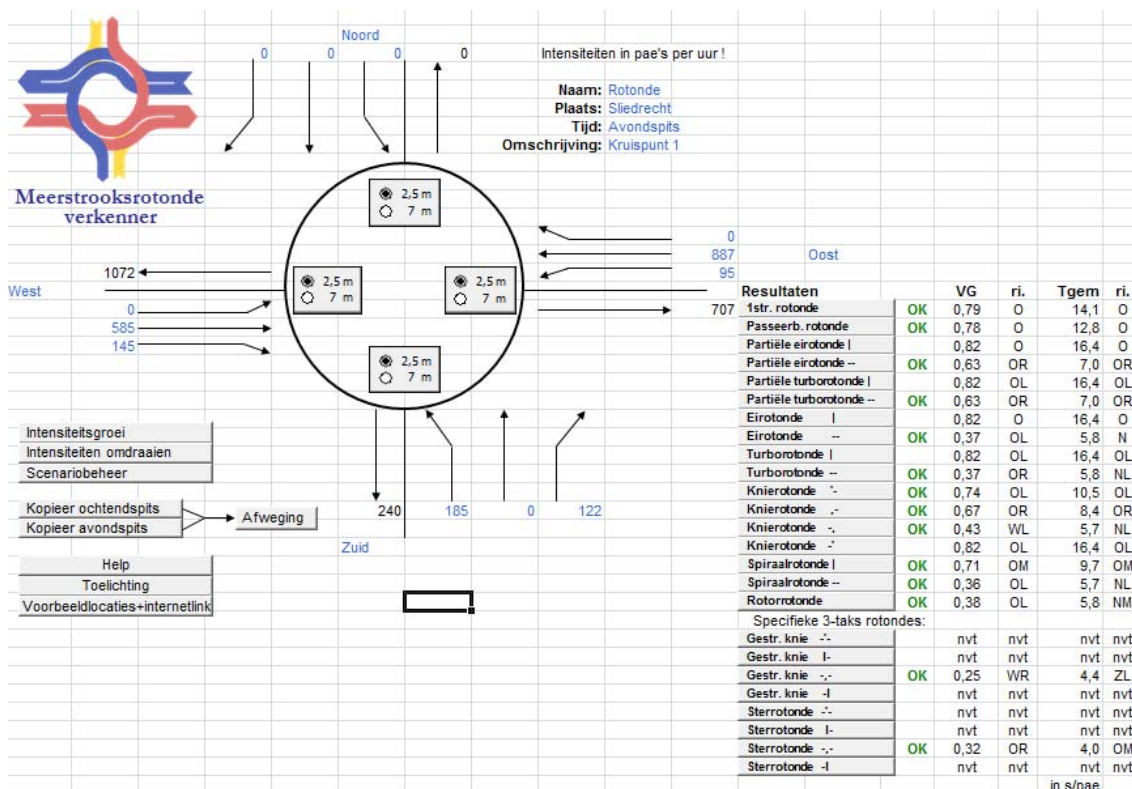 Noord
0 0 0 0
Intensiteiten in pae's per uur !
Naam: Rotonde
Plaats: Sliedrecht
Tijd: Avondspits
Omschrijving: Kruispunt 1
Meerstrooksrotonde
verkenner
2,5 m
7 m
2,5 m
7 m
2,5 m
7 m
2,5 m
7 m
0
887 Oost
95
707
1072
West
0
585
145
Intensiteitsgroei
Intensiteiten omdraaien
Scenariobeheer
Kopieer ochtendspits
Kopieer avondspits
Afweging
240 185 0 122
Zuid
Help
Toelichting
Voorbeeldlocaties+internetlink
Resultaten VG ri. Tgem ri.
1str. rotonde OK 0,79 O 14,1 O
Passeerb. rotonde OK 0,78 O 12,8 O
Partiële eirotonde | 0,82 O 16,4 O
Partiële eirotonde -- OK 0,63 OR 7,0 OR
Partiële turborotonde | 0,82 OL 16,4 OL
Partiële turborotonde -- OK 0,63 OR 7,0 OR
Eirotonde | 0,82 O 16,4 O
Eirotonde -- OK 0,37 OL 5,8 N
Turborotonde | 0,82 OL 16,4 OL
Turborotonde -- OK 0,37 OR 5,8 NL
Knierotonde '- OK 0,74 OL 10,5 OL
Knierotonde ,- OK 0,67 OR 8,4 OR
Knierotonde -, OK 0,43 WL 5,7 NL
Knierotonde -' 0,82 OL 16,4 OL
Spiraalrotonde | OK 0,71 OM 9,7 OM
Spiraalrotonde -- OK 0,36 OL 5,7 NL
Rotorrotonde OK 0,38 OL 5,8 NM
Specifieke 3-taks rotondes:
Gestr. knie -'- nvt nvt nvt nvt
Gestr. knie |- nvt nvt nvt nvt
Gestr. knie -,- OK 0,25 WR 4,4 ZL
Gestr. knie -| nvt nvt nvt nvt
Sterrotonde -'- nvt nvt nvt nvt
Sterrotonde |- nvt nvt nvt nvt
Sterrotonde -,- OK 0,32 OR 4,0 OM
Sterrotonde -| nvt nvt nvt nvt
in s/pae